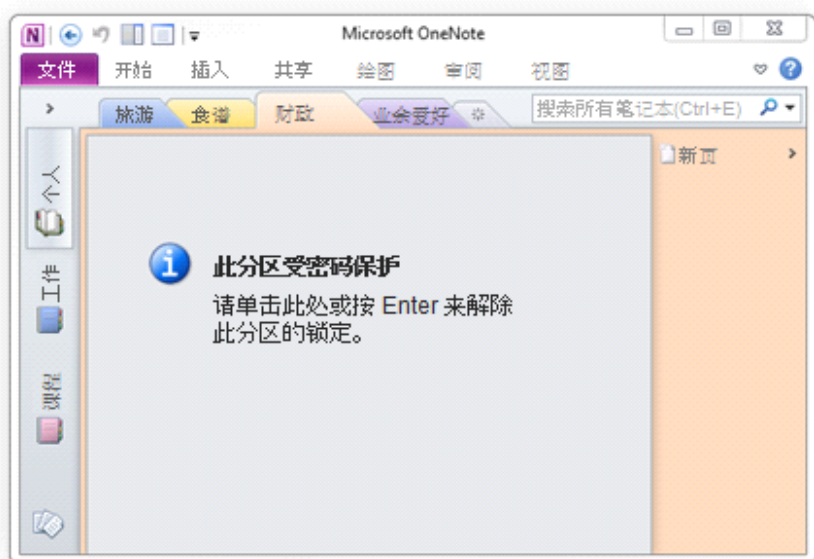 Microsoft OneNote
文件 开始 插入 共享 绘图 审阅 视图
旅游 食谱 财政 业余爱好 搜索所有笔记本(Ctrl+E)
新页
个人
工作
课程
此分区受密码保护
请单击此处或按 Enter 来解除
此分区的锁定。